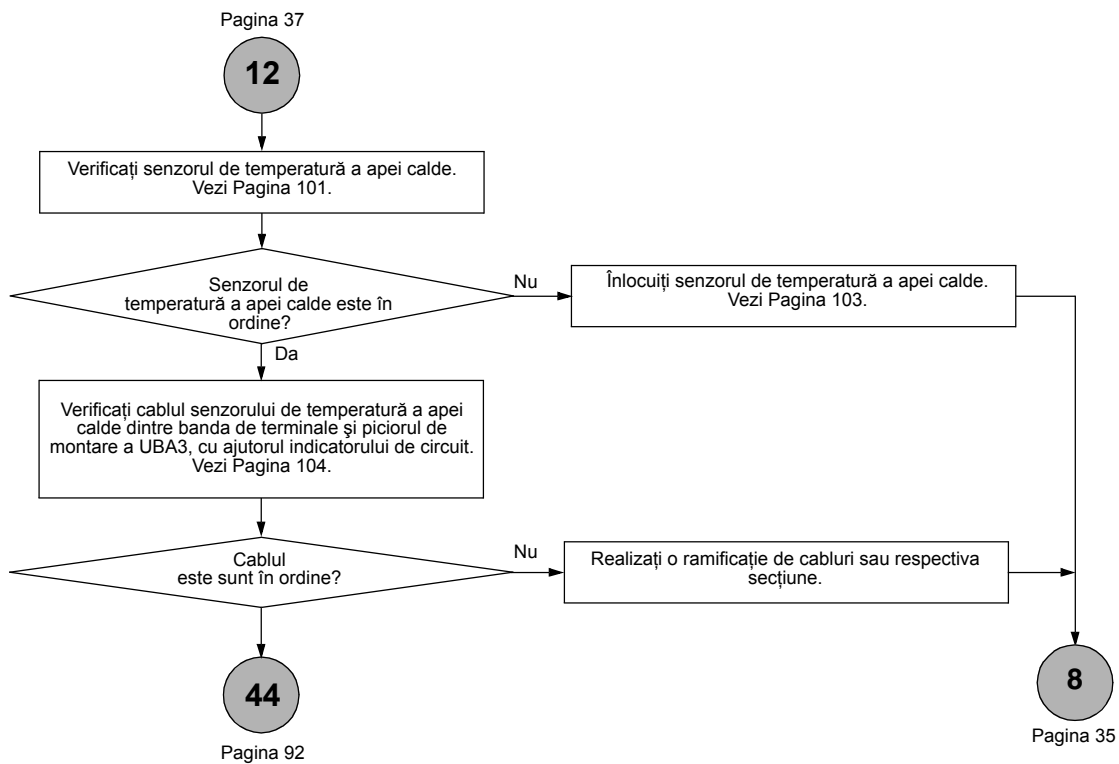 Pagina 37
12
Verificați senzorul de temperatură a apei calde.
Vezi Pagina 101.
Senzorul de
temperatură a apei calde este în
ordine?
Nu
Înlocuiți senzorul de temperatură a apei calde.
Vezi Pagina 103.
Da
Verificați cablul senzorului de temperatură a apei
calde dintre banda de terminale şi piciorul de
montare a UBA3, cu ajutorul indicatorului de circuit.
Vezi Pagina 104.
Cablul
este sunt în ordine?
Nu
Realizați o ramificație de cabluri sau respectiva
secțiune.
44
Pagina 92
8
Pagina 35